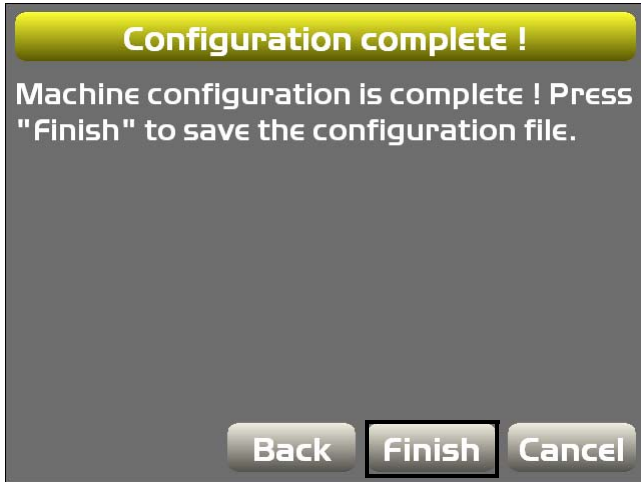 Configuration complete !
Machine configuration is complete ! Press
"Finish" to save the configuration file.
Back Finish Cancel